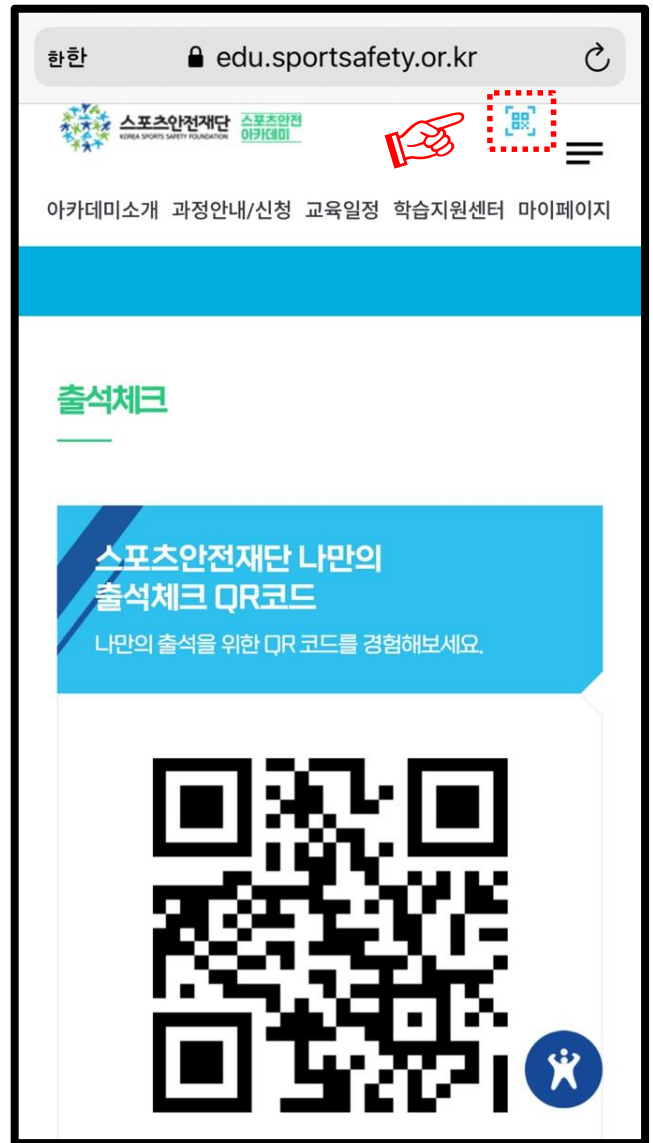 한한 edu.sportsafety.or.kr
스포츠안전재단
KOREA SPORTS SAFETY FOUNDATION
스포츠안전
아카데미
아카데미소개 과정안내/신청 교육일정 학습지원센터 마이페이지
출석체크
스포츠안전재단 나만의
출석체크 QR코드
나만의 출석을 위한 QR 코드를 경험해보세요.